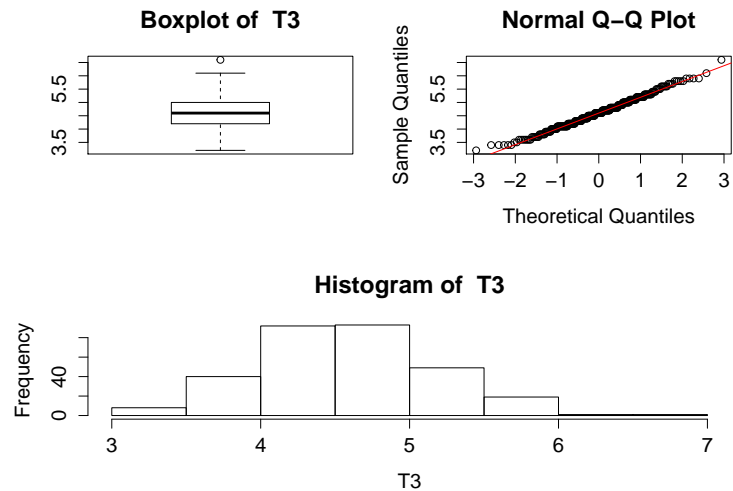 Boxplot of  T3
3.5 5.5
Normal Q−Q Plot
Sample Quantiles
3.5 5.5
−3 −2 −1 0 1 2 3
Theoretical Quantiles
Histogram of  T3
Frequency
0 40
3 4 5 6 7
T3